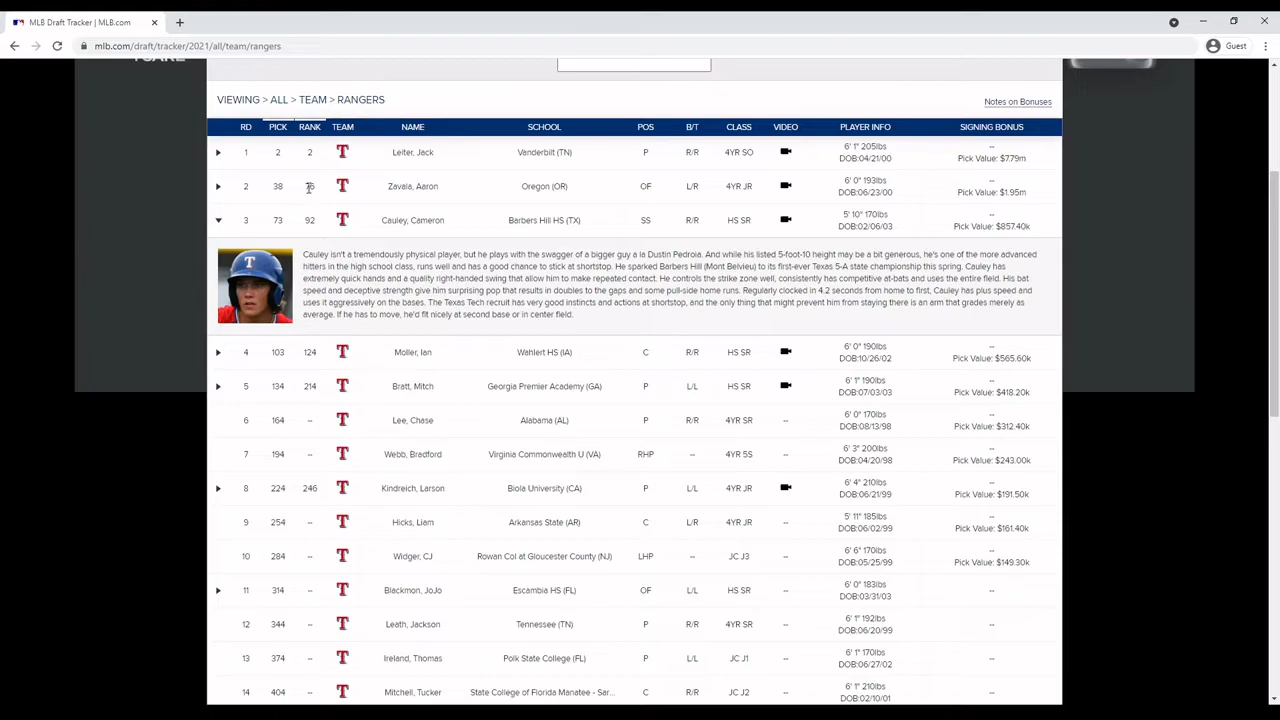 MLB Draft Tracker | MLB.com
mlb.com/draft/tracker/2021/all/team/rangers
Guest
VIEWING > ALL > TEAM > RANGERS
Notes on Bonuses
RD PICK RANK TEAM NAME SCHOOL POS B/T CLASS VIDEO PLAYER INFO SIGNING BONUS
1 2 2 T Leiter, Jack Vanderbilt (TN) P R/R 4YR SO 6' 1" 205lbs --
DOB:04/21/00 Pick Value: $7.79m
2 38 T Zavala, Aaron Oregon (OR) OF L/R 4YR JR 6' 0" 193lbs --
DOB:06/23/00 Pick Value: $1.95m
3 73 92 T Cauley, Cameron Barbers Hill HS (TX) SS R/R HS SR 5' 10" 170lbs --
DOB:02/06/03 Pick Value: $857.40k
Cauley isn't a tremendously physical player, but he plays with the swagger of a bigger guy a la Dustin Pedroia. And while his listed 5-foot-10 height may be a bit generous, he's one of the more advanced
hitters in the high school class, runs well and has a good chance to stick at shortstop. He sparked Barbers Hill (Mont Belvieu) to its first-ever Texas 5-A state championship this spring. Cauley has
extremely quick hands and a quality right-handed swing that allow him to make repeated contact. He controls the strike zone well, consistently has competitive at-bats and uses the entire field. His bat
speed and deceptive strength give him surprising pop that results in doubles to the gaps and some pull-side home runs. Regularly clocked in 4.2 seconds from home to first, Cauley has plus speed and
uses it aggressively on the bases. The Texas Tech recruit has very good instincts and actions at shortstop, and the only thing that might prevent him from staying there is an arm that grades merely as
average. If he has to move, he'd fit nicely at second base or in center field.
4 103 124 T Moller, Ian Wahlert HS (IA) C R/R HS SR 6' 0" 190lbs --
DOB:10/26/02 Pick Value: $565.60k
5 134 214 T Bratt, Mitch Georgia Premier Academy (GA) P L/L HS SR 6' 1" 190lbs --
DOB:07/03/03 Pick Value: $418.20k
6 164 -- T Lee, Chase Alabama (AL) P R/R 4YR SR -- 6' 0" 170lbs --
DOB:08/13/98 Pick Value: $312.40k
7 194 -- T Webb, Bradford Virginia Commonwealth U (VA) RHP -- 4YR 5S -- 6' 3" 200lbs --
DOB:04/20/98 Pick Value: $243.00k
8 224 246 T Kindreich, Larson Biola University (CA) P L/L 4YR JR 6' 4" 210lbs --
DOB:06/21/99 Pick Value: $191.50k
9 254 -- T Hicks, Liam Arkansas State (AR) C L/R 4YR JR -- 5' 11" 185lbs --
DOB:06/02/99 Pick Value: $161.40k
10 284 -- T Widger, CJ Rowan Col at Gloucester County (NJ) LHP -- JC J3 -- 6' 6" 170lbs --
DOB:05/25/99 Pick Value: $149.30k
11 314 -- T Blackmon, JoJo Escambia HS (FL) OF L/L HS SR -- 6' 0" 183lbs --
DOB:03/31/03
12 344 -- T Leath, Jackson Tennessee (TN) P R/R 4YR SR -- 6' 1" 192lbs --
DOB:06/20/99
13 374 -- T Ireland, Thomas Polk State College (FL) P L/L JC J1 -- 6' 1" 170lbs --
DOB:06/27/02
14 404 -- T Mitchell, Tucker State College of Florida Manatee - Sar... C R/R JC J2 -- 6' 1" 210lbs --
DOB:02/10/01